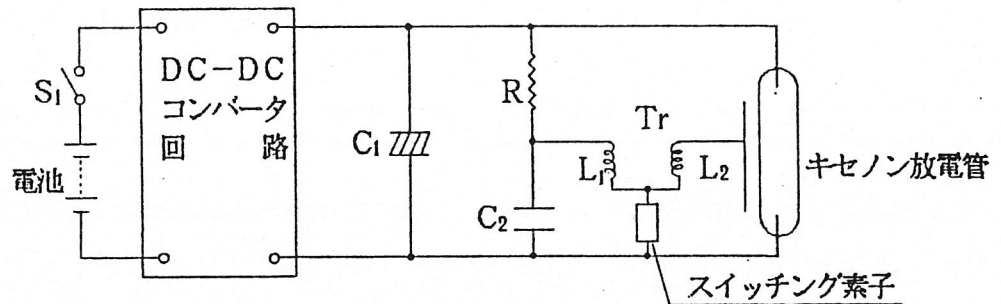 S₁
電池
DC-DC
コンバータ
回路
C₁
R
C₂
L₁
Tr
L₂
キセノン放電管
スイッチング素子